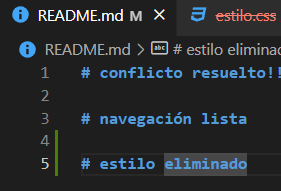 README.md M × estilo.css
README.md > # estilo eliminado
1 # conflicto resuelto!!
2
3 # navegación lista
4
5 # estilo eliminado